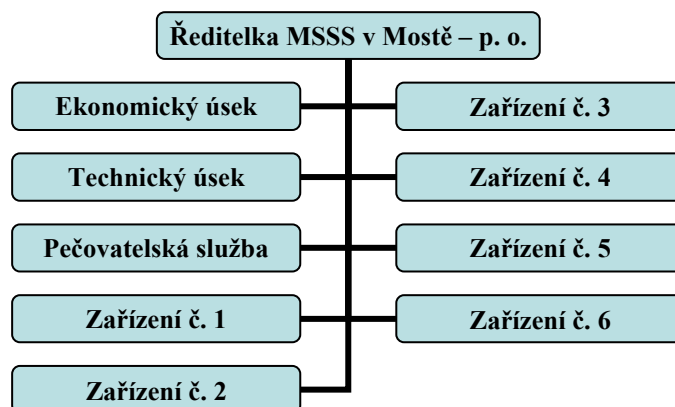 Ředitelka MSSS v Mostě – p. o.
Ekonomický úsek
Technický úsek
Pečovatelská služba
Zařízení č. 1
Zařízení č. 2
Zařízení č. 3
Zařízení č. 4
Zařízení č. 5
Zařízení č. 6